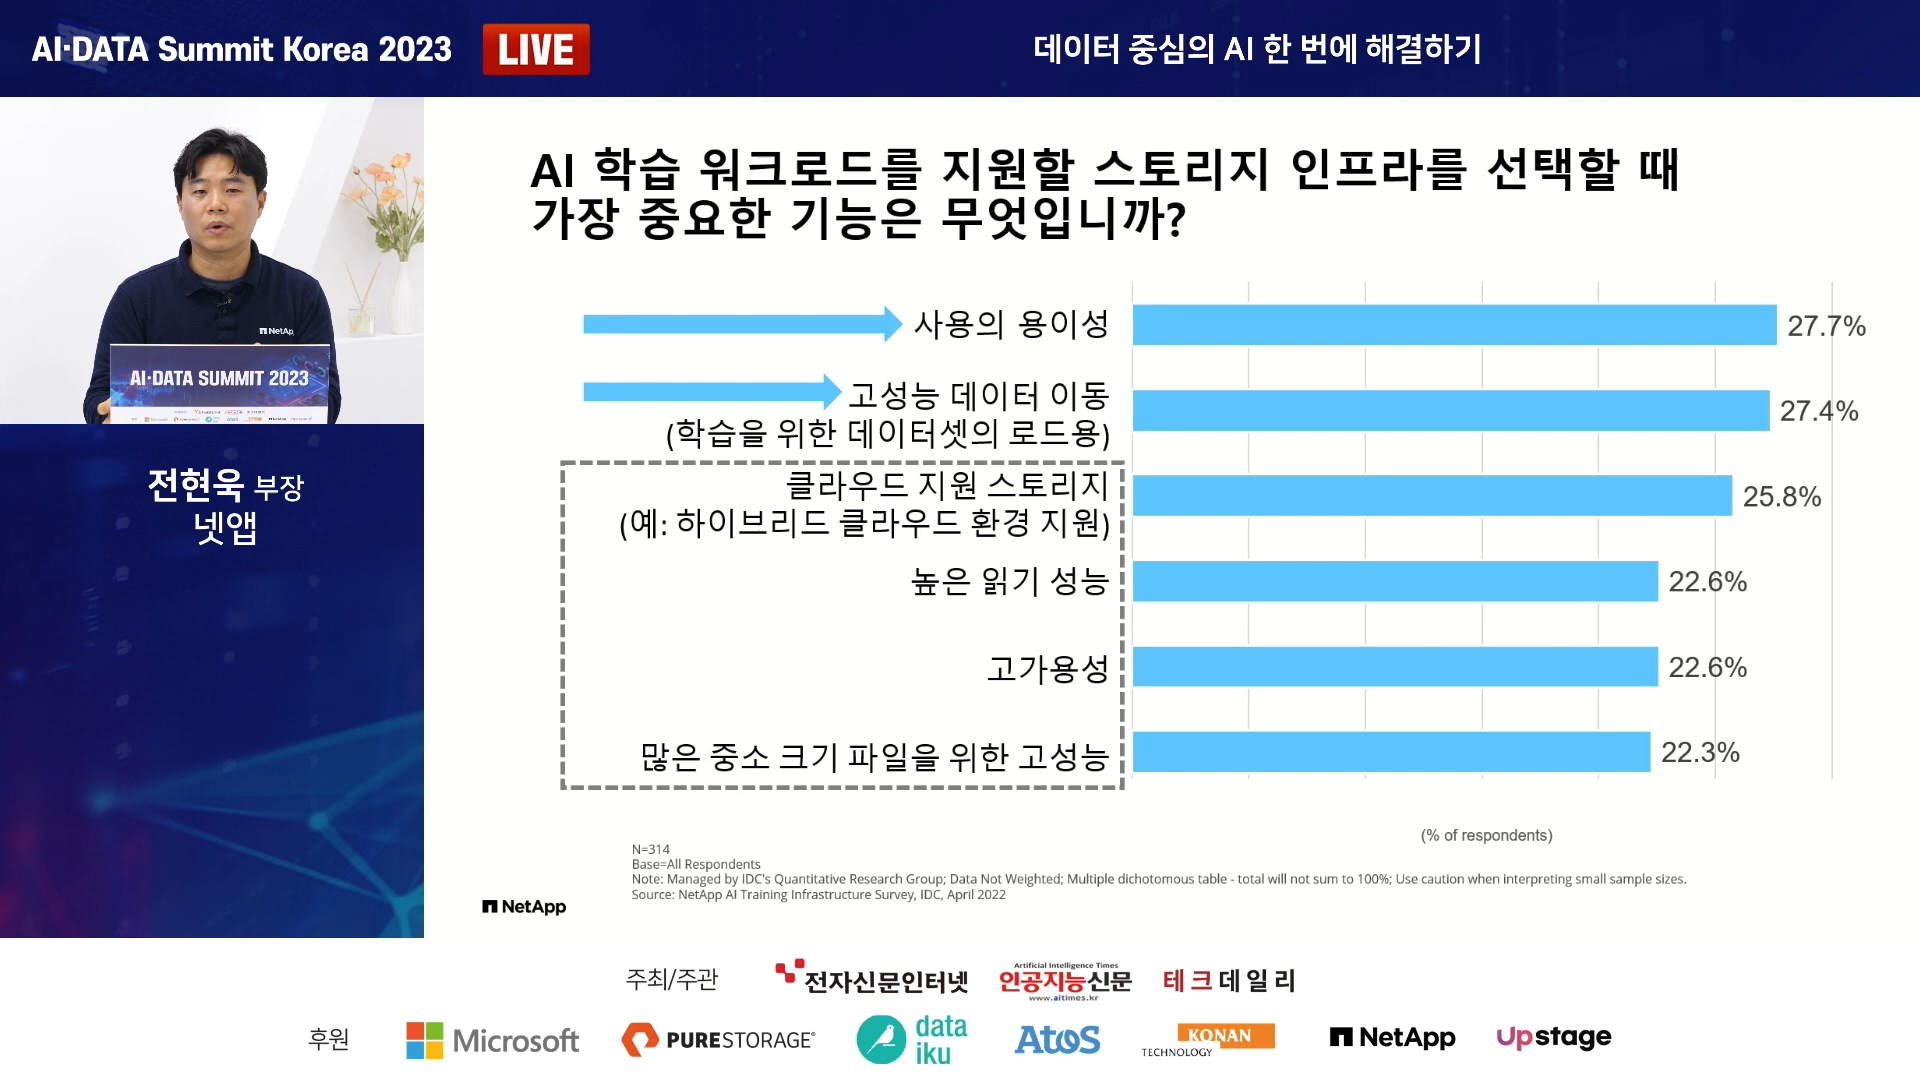 AI·DATA Summit Korea 2023
LIVE
데이터 중심의 AI 한 번에 해결하기
NetApp
AI·DATA SUMMIT 2023
전현욱 부장
넷앱
AI 학습 워크로드를 지원할 스토리지 인프라를 선택할 때
가장 중요한 기능은 무엇입니까?
사용의 용이성
27.7%
고성능 데이터 이동
(학습을 위한 데이터셋의 로드용)
27.4%
클라우드 지원 스토리지
(예: 하이브리드 클라우드 환경 지원)
25.8%
높은 읽기 성능
22.6%
고가용성
22.6%
많은 중소 크기 파일을 위한 고성능
22.3%
(% of respondents)
N=314
Base=All Respondents
Note: Managed by IDC's Quantitative Research Group; Data Not Weighted; Multiple dichotomous table - total will not sum to 100%; Use caution when interpreting small sample sizes.
Source: NetApp AI Training Infrastructure Survey, IDC, April 2022
NetApp
주최/주관
전자신문인터넷
Artificial Intelligence Times
인공지능신문
www.aitimes.kr
테크데일리
후원
Microsoft
PURESTORAGE®
data
iku
Atos
KONAN
TECHNOLOGY
NetApp
Upstage